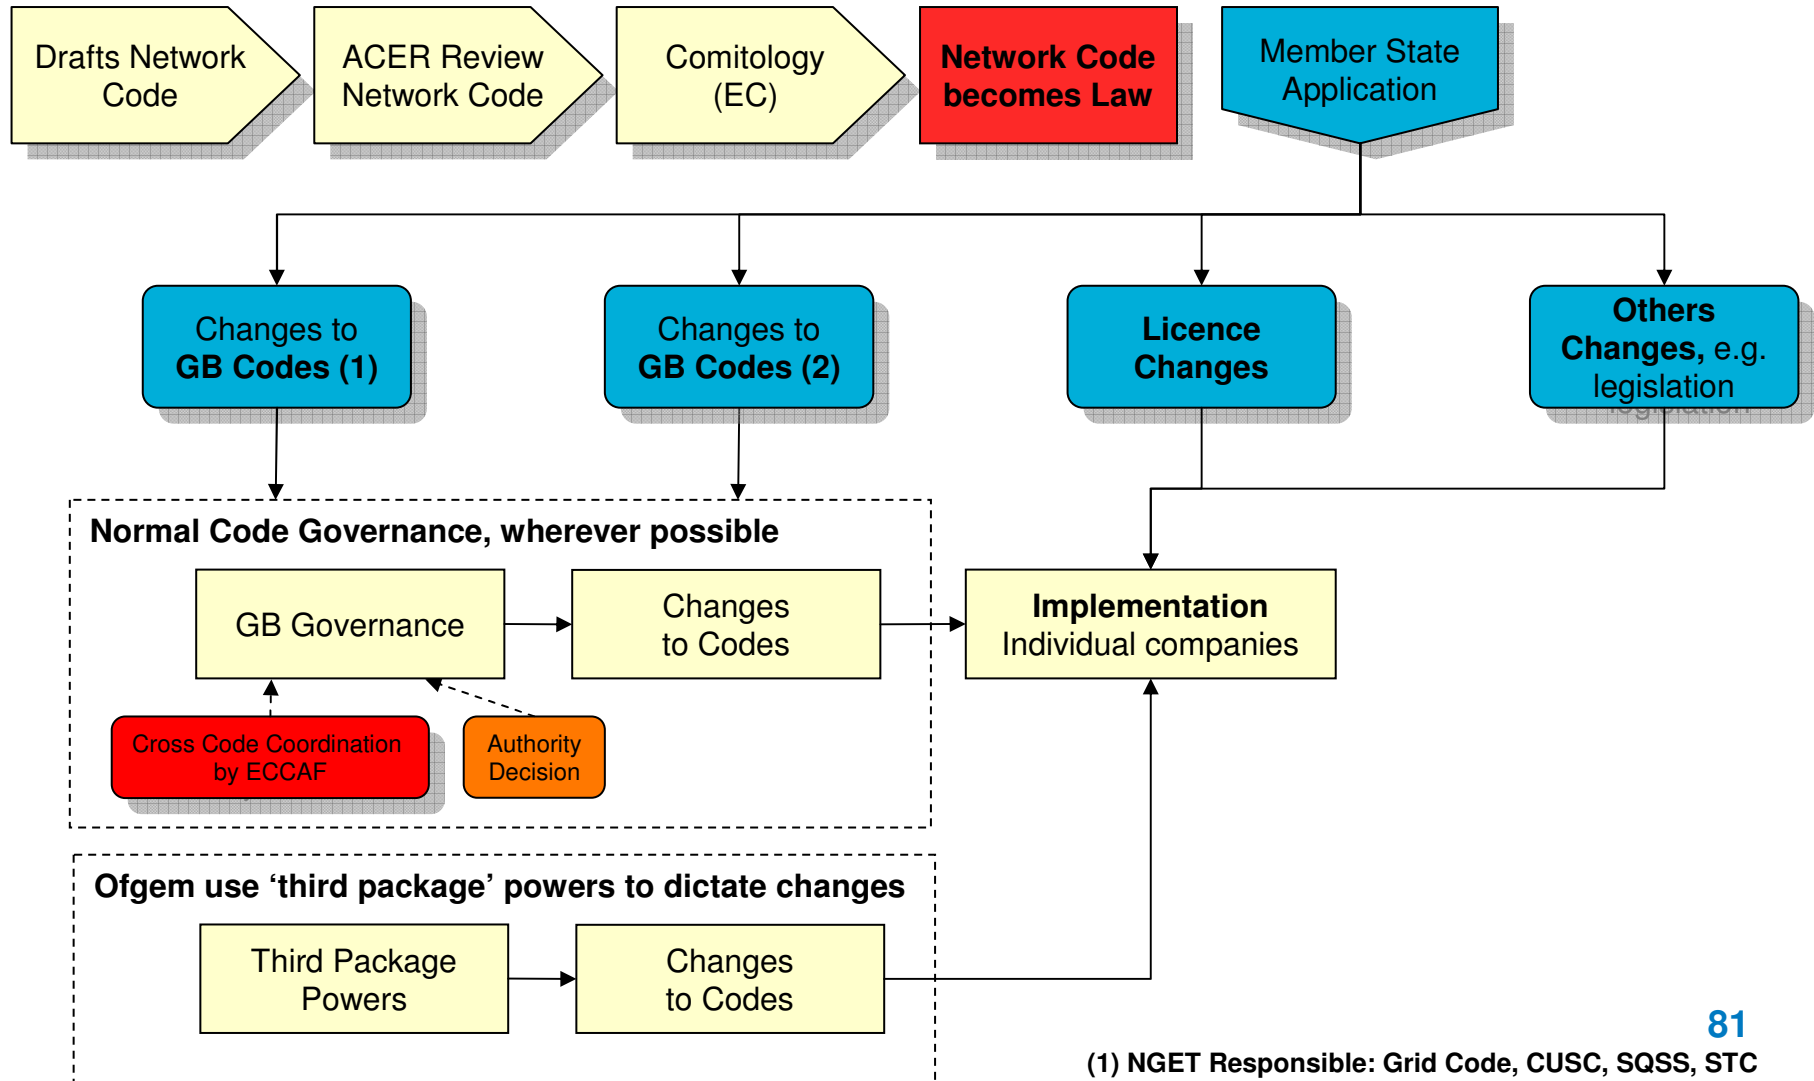 Drafts Network
Code
ACER Review
Network Code
Comitology
(EC)
Network Code
becomes Law
Member State
Application
Changes to
GB Codes (1)
Changes to
GB Codes (2)
Licence
Changes
Others
Changes, e.g.
legislation
Normal Code Governance, wherever possible
GB Governance
Changes
to Codes
Implementation
Individual companies
Cross Code Coordination
by ECCAF
Authority
Decision
Ofgem use ‘third package’ powers to dictate changes
Third Package
Powers
Changes
to Codes
81
(1) NGET Responsible: Grid Code, CUSC, SQSS, STC